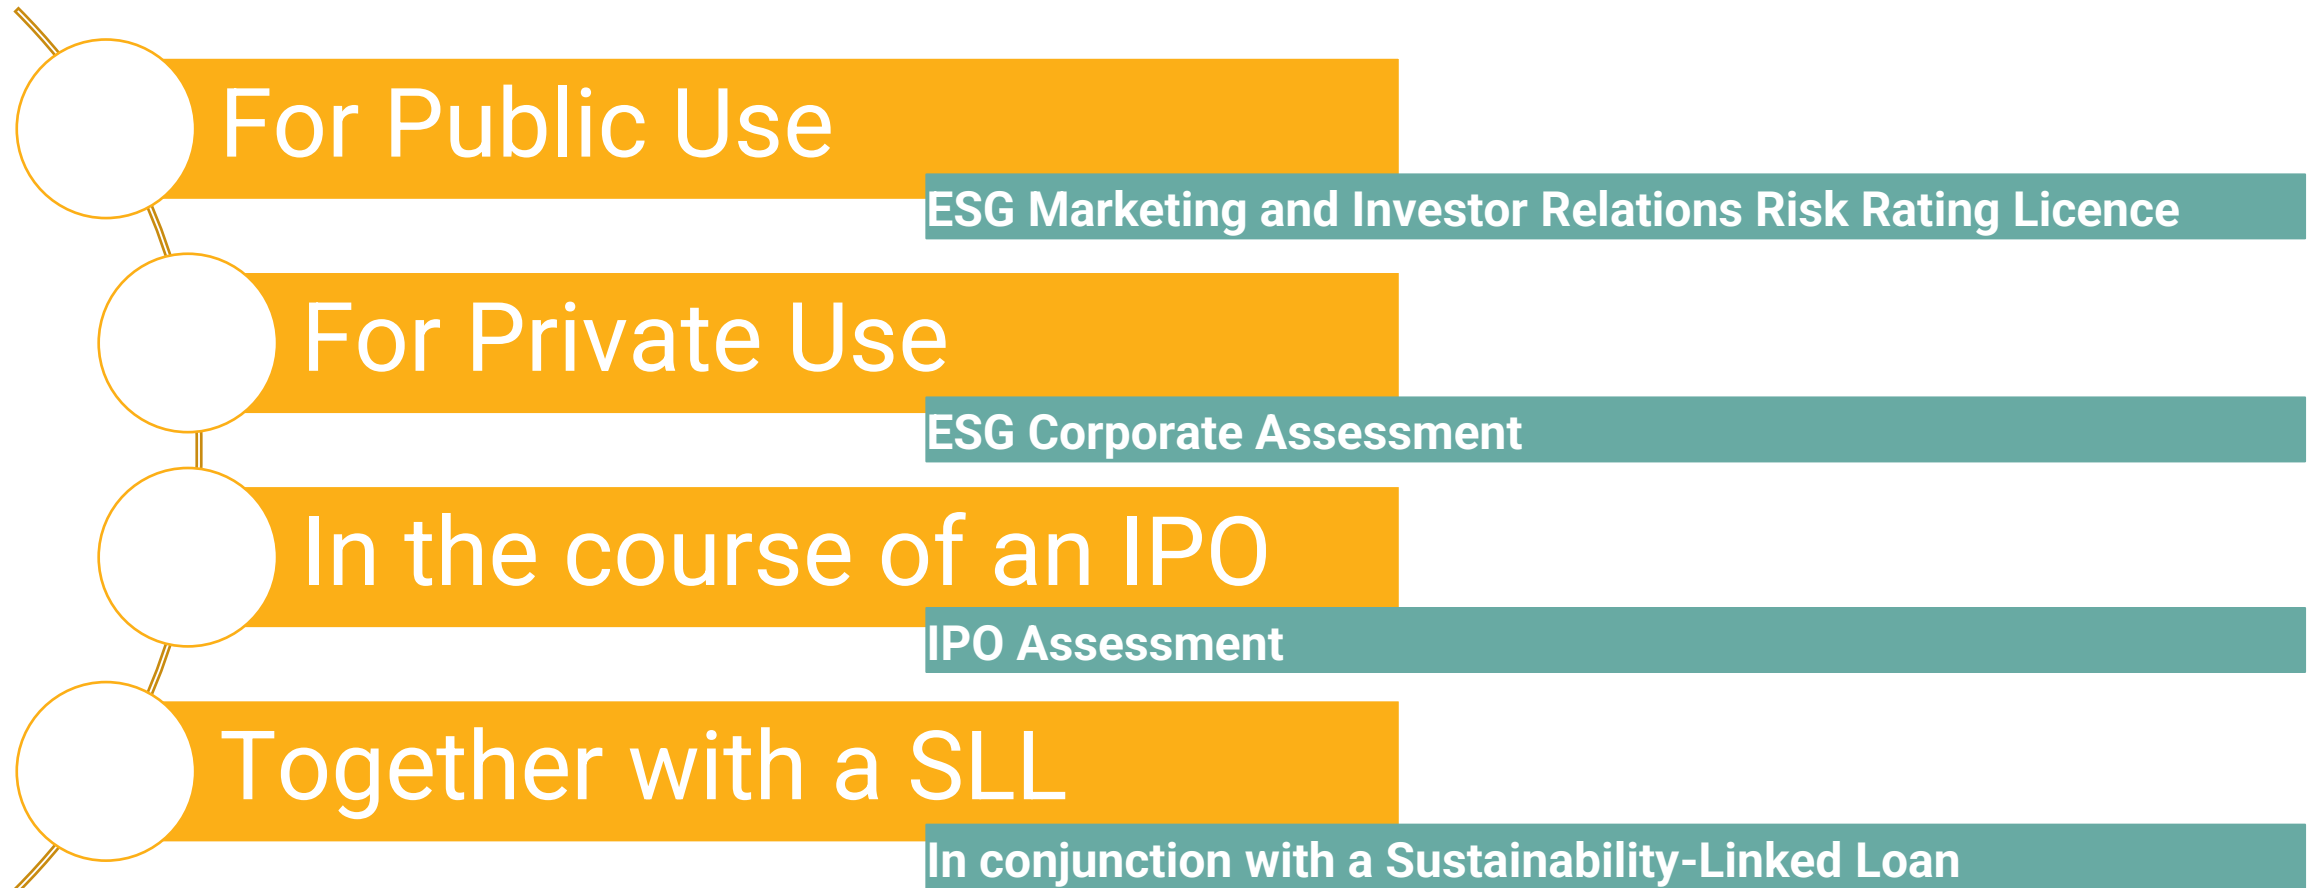 For Public Use
ESG Marketing and Investor Relations Risk Rating Licence
For Private Use
ESG Corporate Assessment
In the course of an IPO
IPO Assessment
Together with a SLL
In conjunction with a Sustainability-Linked Loan